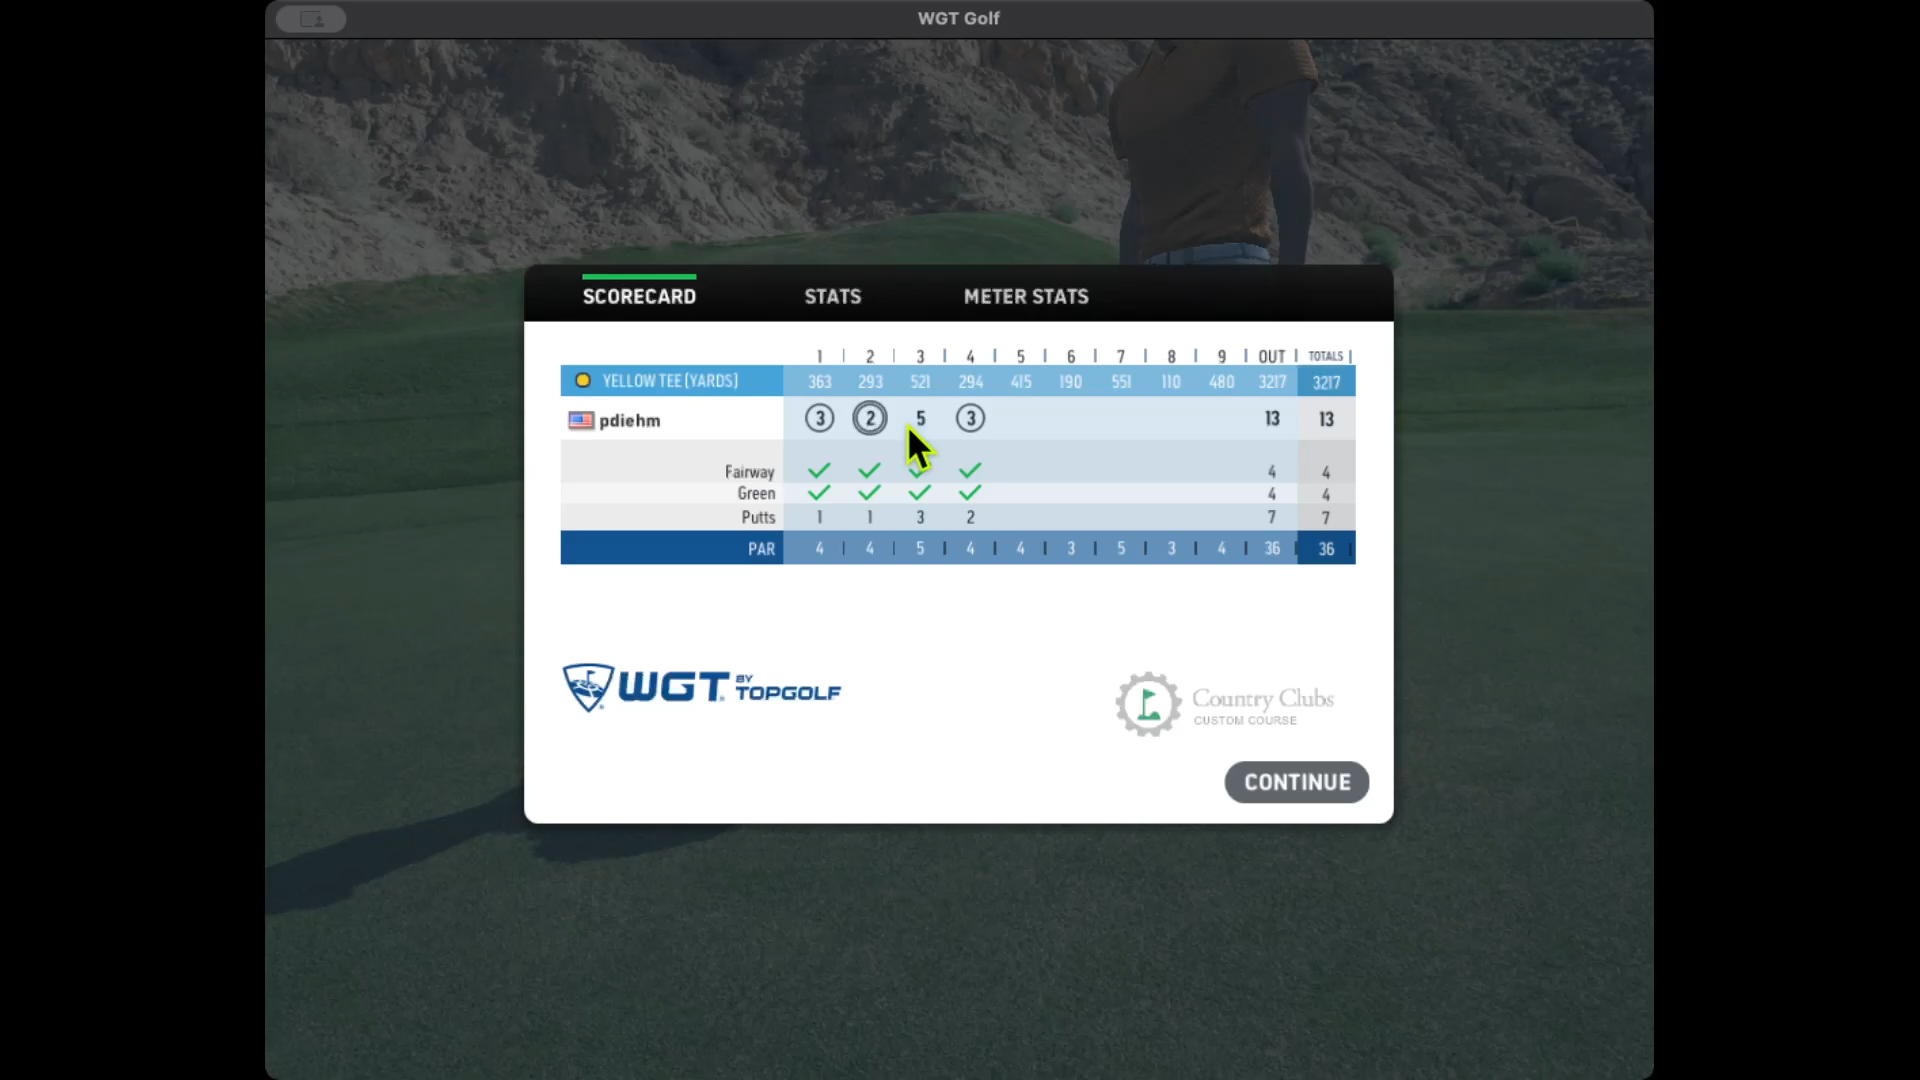 WGT Golf
SCORECARD STATS METER STATS
1 | 2 | 3 | 4 | 5 | 6 | 7 | 8 | 9 | OUT | TOTALS |
YELLOW TEE (YARDS) 363 293 521 294 415 190 551 110 480 3217 3217
pdiehm 3 2 5 3 13 13
Fairway 4 4
Green 4 4
Putts 1 1 3 2 7 7
PAR 4 | 4 | 5 | 4 | 4 | 3 | 5 | 3 | 4 | 36 | 36 |
WGT BY TOPGOLF
Country Clubs
CUSTOM COURSE
CONTINUE